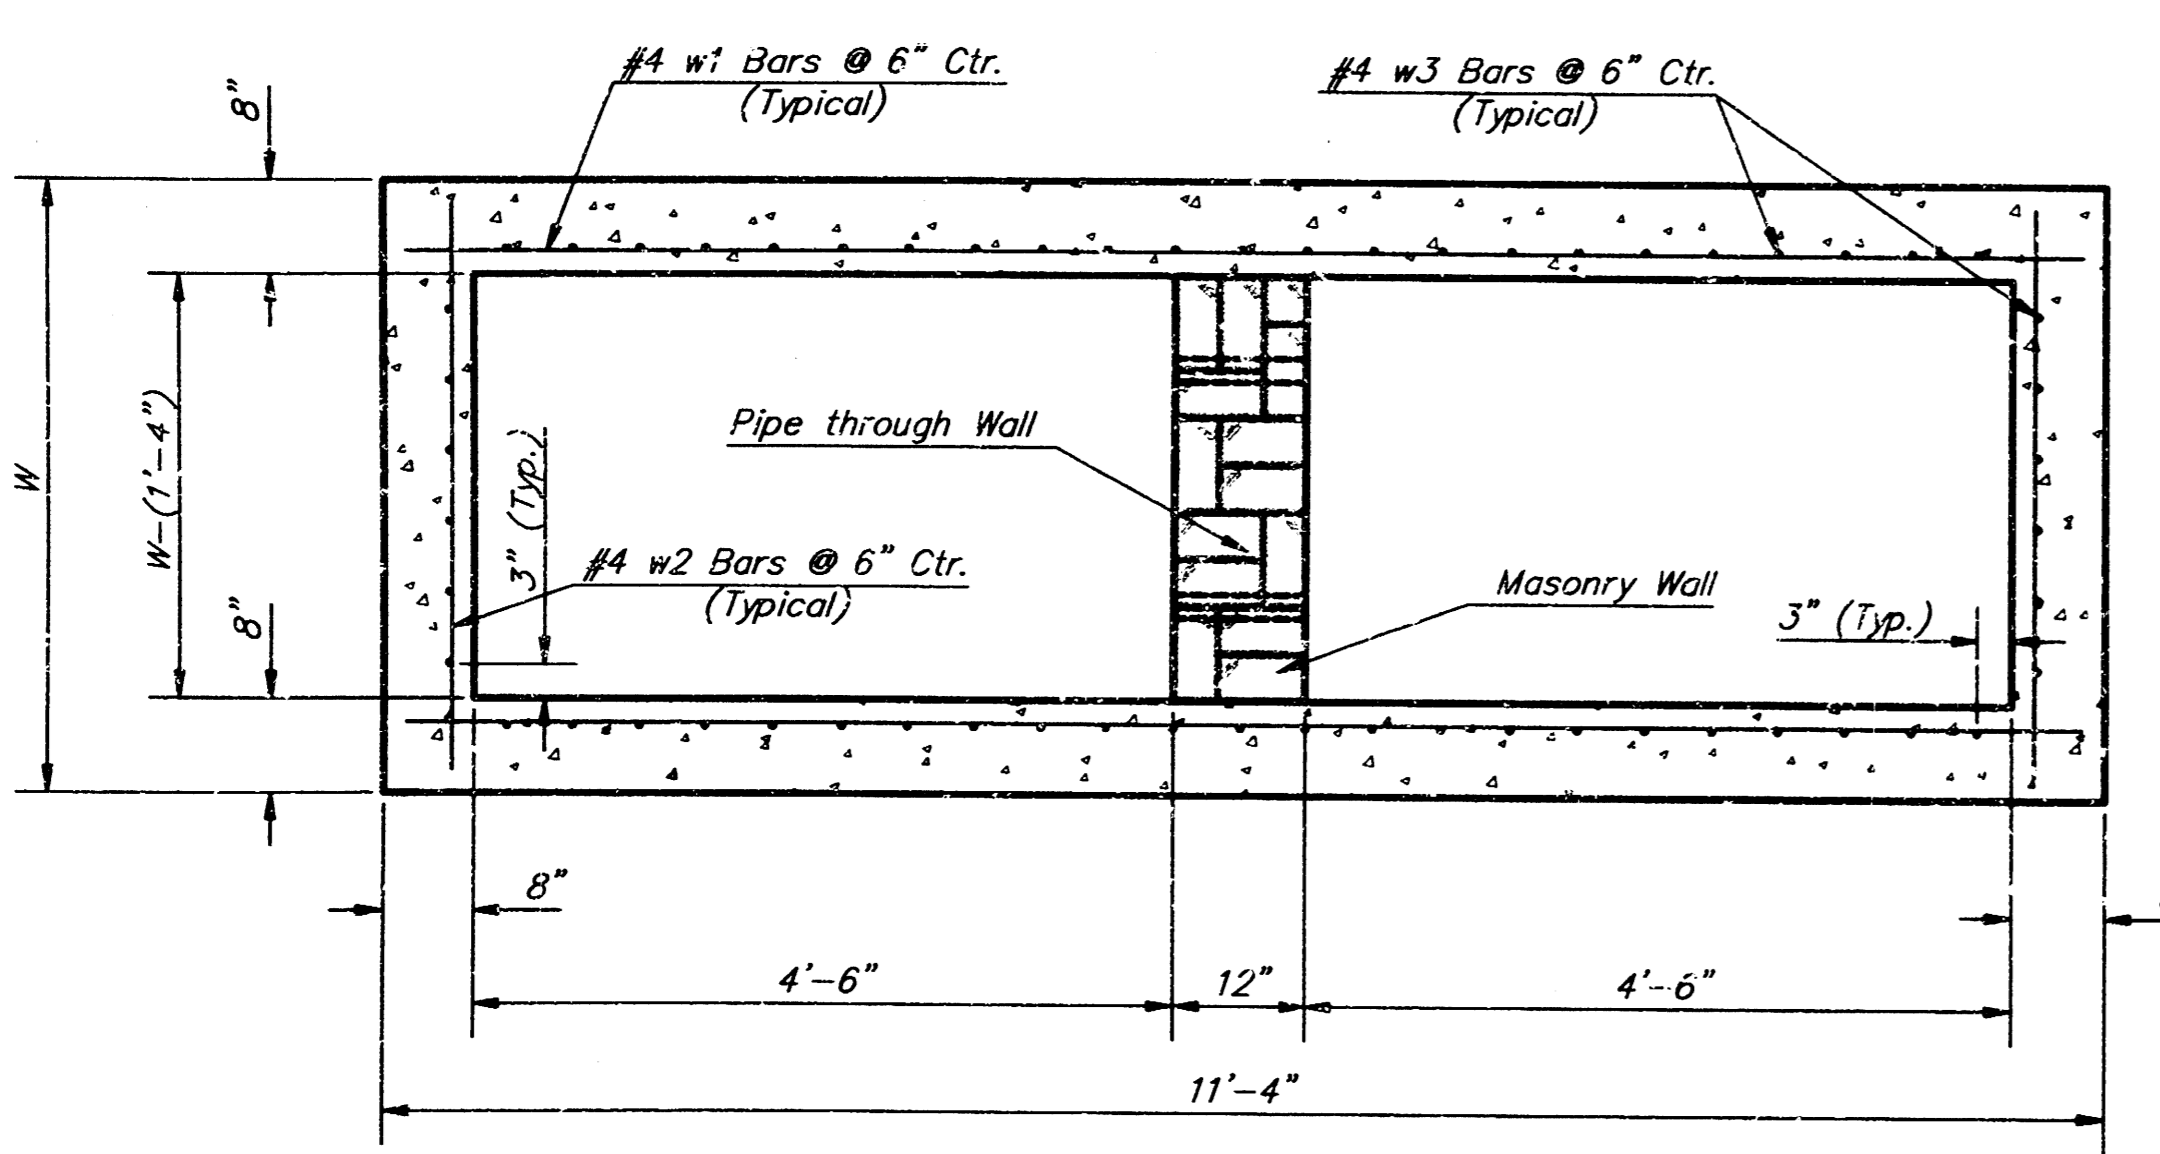 #4 w1 Bars @ 6" Ctr.
(Typical)
#4 w3 Bars @ 6" Ctr.
(Typical)
8"
W
W-(1'-4")
Pipe through Wall
3" (Typ.)
#4 w2 Bars @ 6" Ctr.
(Typical)
Masonry Wall
3" (Typ.)
8"
8"
4'-6"
12"
4'-6"
11'-4"